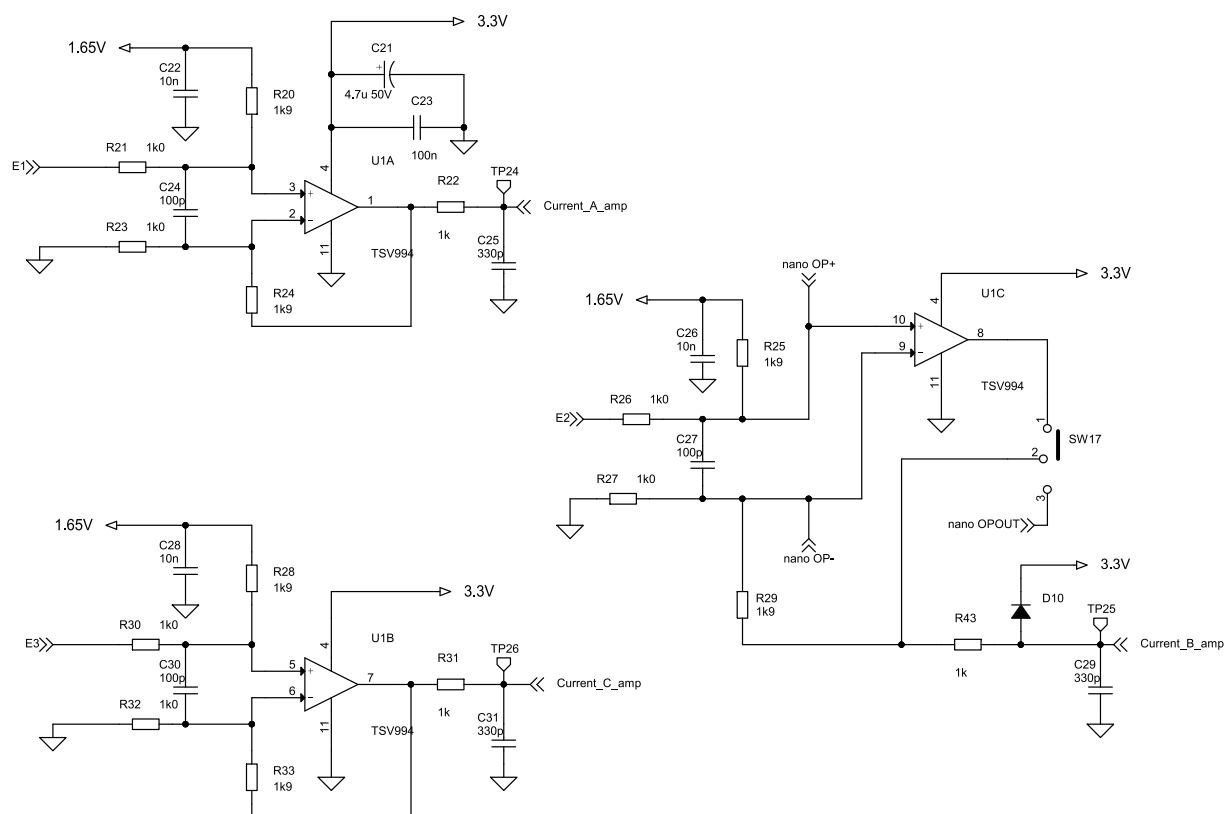 3.3V
1.65V
C21
4.7u 50V
C22
10n
R20
1k9
C23
100n
R21 1k0
E1
4
U1A
C24
100p
3
+
2
−
1
R22
1k
TP24
Current_A_amp
R23 1k0
11
TSV994
C25
330p
R24
1k9
nano OP+
3.3V
1.65V
4
U1C
C26
10n
R25
1k9
10
+
9
−
8
11
TSV994
R26 1k0
E2
C27
100p
1
SW17
2
R27 1k0
3
nano OPOUT
nano OP-
1.65V
C28
10n
R28
1k9
3.3V
R29
1k9
3.3V
D10
R43
1k
TP25
Current_B_amp
C29
330p
R30 1k0
E3
4
U1B
C30
100p
5
+
6
−
7
R31
1k
TP26
Current_C_amp
R32 1k0
11
TSV994
C31
330p
R33
1k9